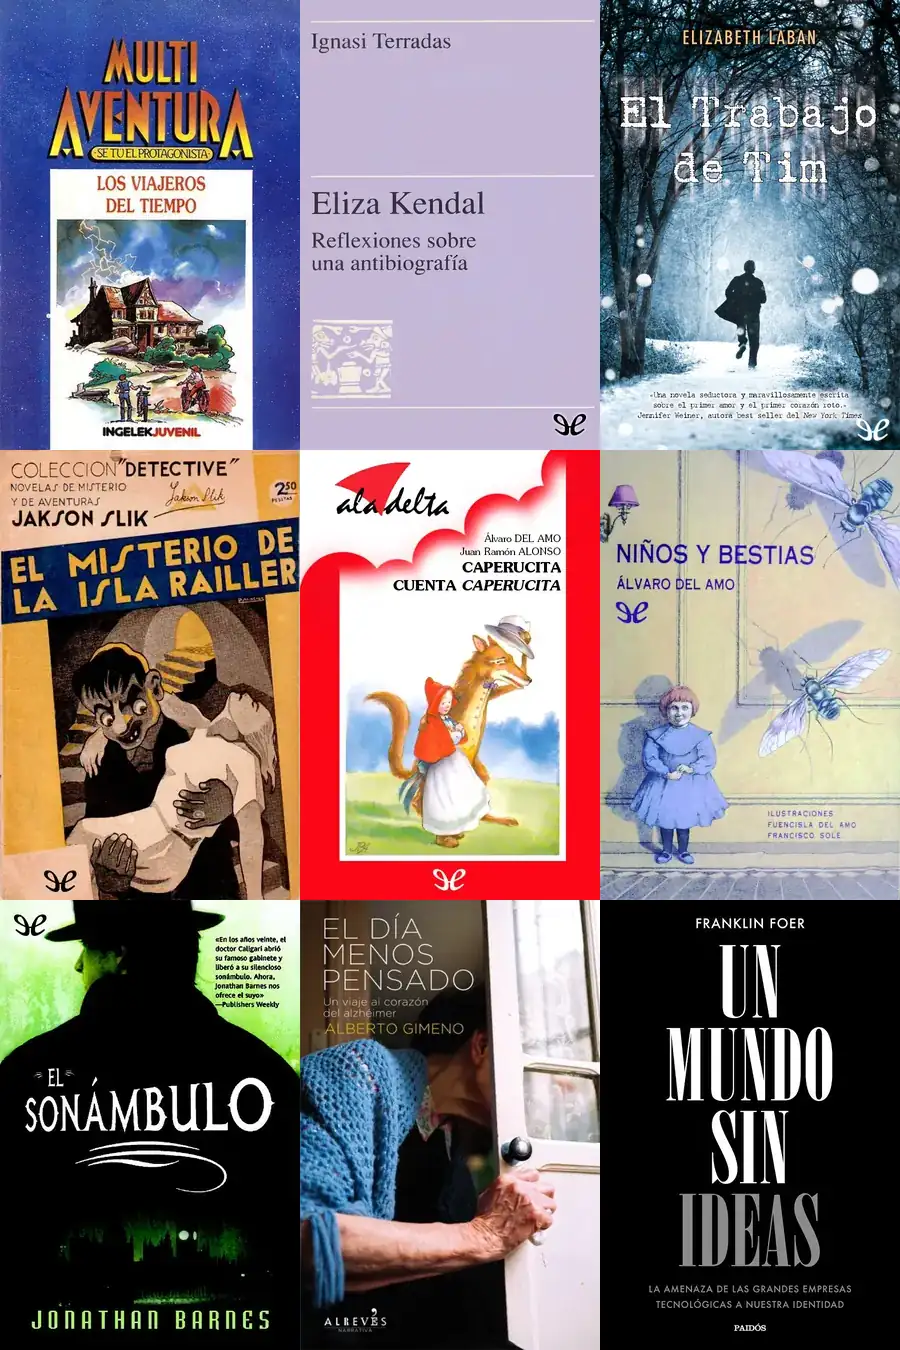 MULTI
AVENTURA
·SE TU EL PROTAGONISTA·
LOS VIAJEROS
DEL TIEMPO
INGELEKJUVENIL
Ignasi Terradas
Eliza Kendal
Reflexiones sobre
una antibiografía
ELIZABETH LABAN
El Trabajo
de Tim
«Una novela seductora y maravillosamente escrita
sobre el primer amor y el primer corazón roto.»
Jennifer Weiner, autora best seller del New York Times
COLECCION "DETECTIVE"
NOVELAS DE MISTERIO
Y DE AVENTURAS
Jakson Slik
2'50
PESETAS
JAKSON SLIK
EL MISTERIO DE
LA ISLA RAILLER
ala delta
Álvaro DEL AMO
Juan Ramón ALONSO
CAPERUCITA
CUENTA CAPERUCITA
NIÑOS Y BESTIAS
ÁLVARO DEL AMO
ILUSTRACIONES
FUENCISLA DEL AMO
FRANCISCO SOLÉ
«En los años veinte, el
doctor Caligari abrió
su famoso gabinete y
liberó a su silencioso
sonámbulo. Ahora,
Jonathan Barnes nos
ofrece el suyo»
—Publishers Weekly
EL
SONÁMBULO
JONATHAN BARNES
EL DÍA
MENOS
PENSADO
Un viaje al corazón
del alzhéimer
ALBERTO GIMENO
ALREVÉS
NARRATIVA
FRANKLIN FOER
UN
MUNDO
SIN
IDEAS
LA AMENAZA DE LAS GRANDES EMPRESAS
TECNOLÓGICAS A NUESTRA IDENTIDAD
PAIDÓS